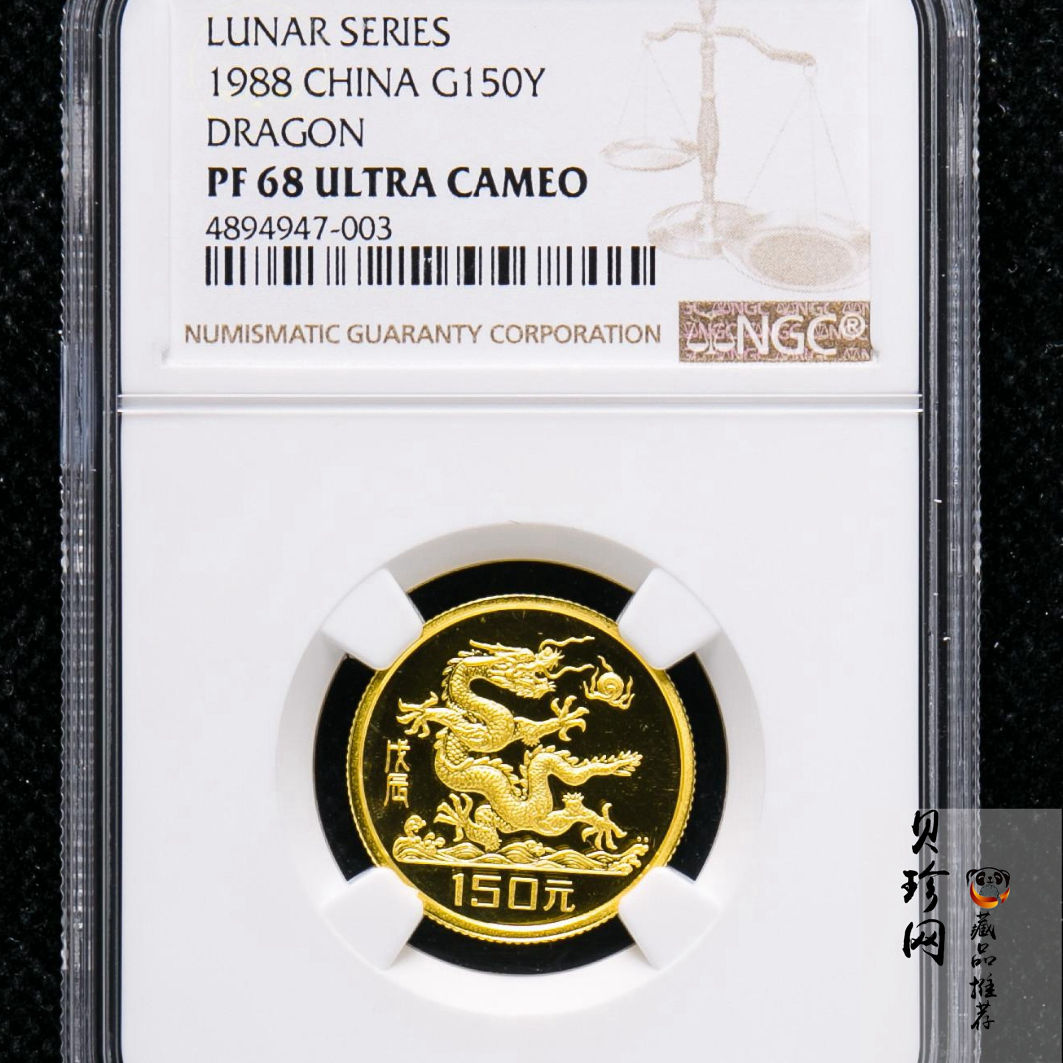 LUNAR SERIES
1988 CHINA G150Y
DRAGON
PF 68 ULTRA CAMEO
4894947-003
NUMISMATIC GUARANTY CORPORATION
NGC®
戊辰
150元
贝珍网
藏品推荐